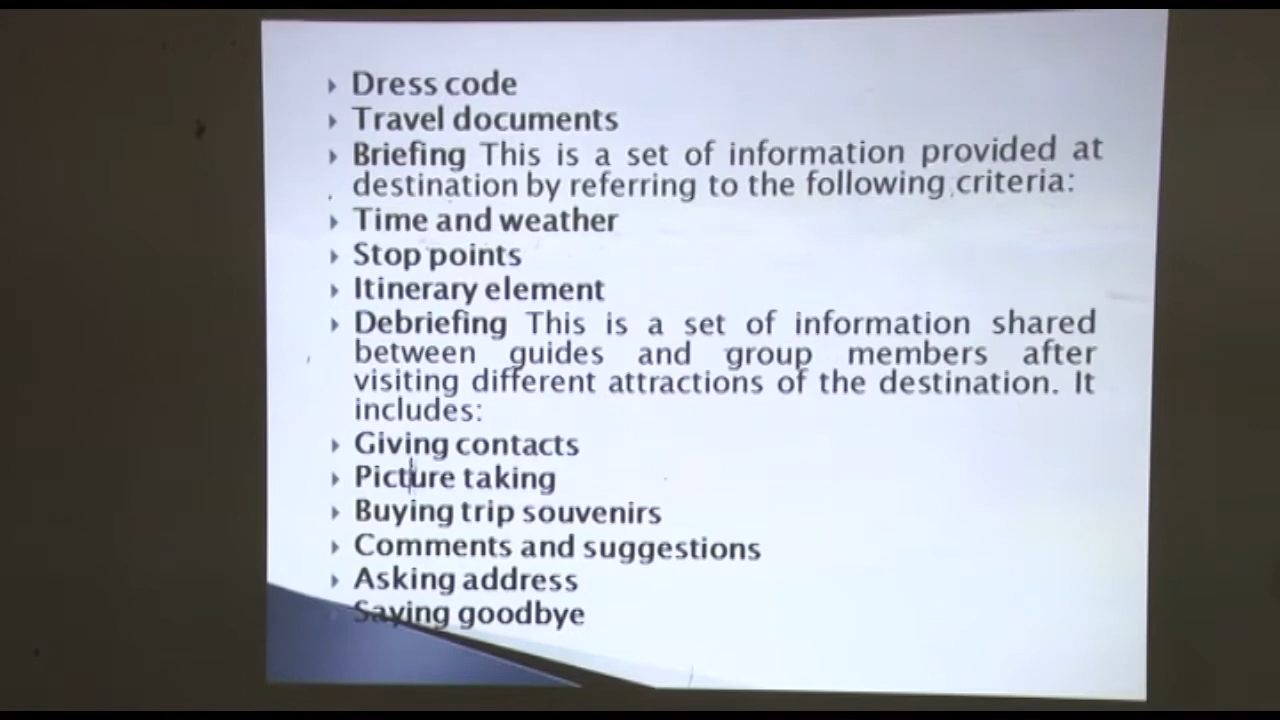 Dress code
Travel documents
Briefing This is a set of information provided at
destination by referring to the following criteria:
Time and weather
Stop points
Itinerary element
Debriefing This is a set of information shared
between guides and group members after
visiting different attractions of the destination. It
includes:
Giving contacts
Picture taking
Buying trip souvenirs
Comments and suggestions
Asking address
Saying goodbye